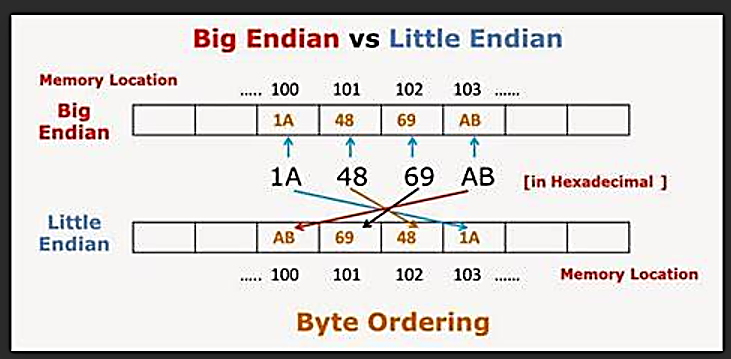 Big Endian vs Little Endian
Memory Location
..... 100 101 102 103 ......
Big
Endian
1A 48 69 AB
1A 48 69 AB [in Hexadecimal ]
Little
Endian
AB 69 48 1A
..... 100 101 102 103 ...... Memory Location
Byte Ordering